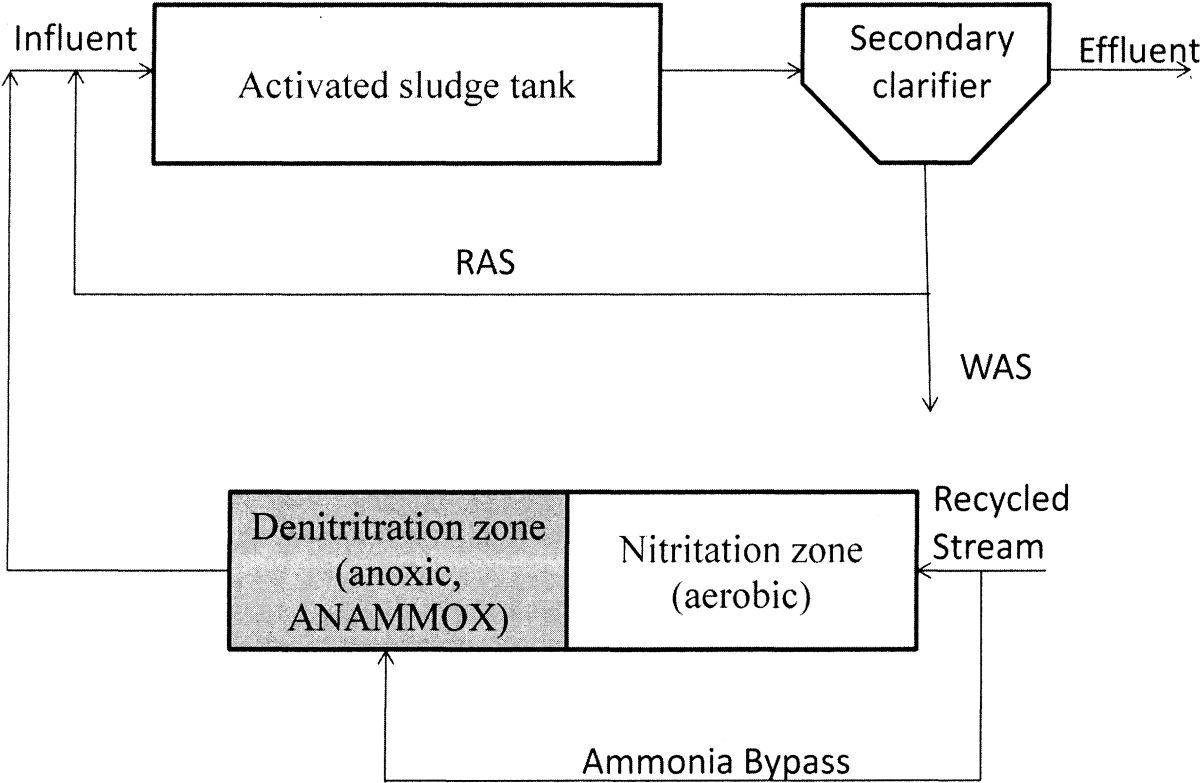 Influent
Activated sludge tank
Secondary
clarifier
Effluent
RAS
WAS
Denitritration zone
(anoxic,
ANAMMOX)
Nitritation zone
(aerobic)
Recycled
Stream
Ammonia Bypass